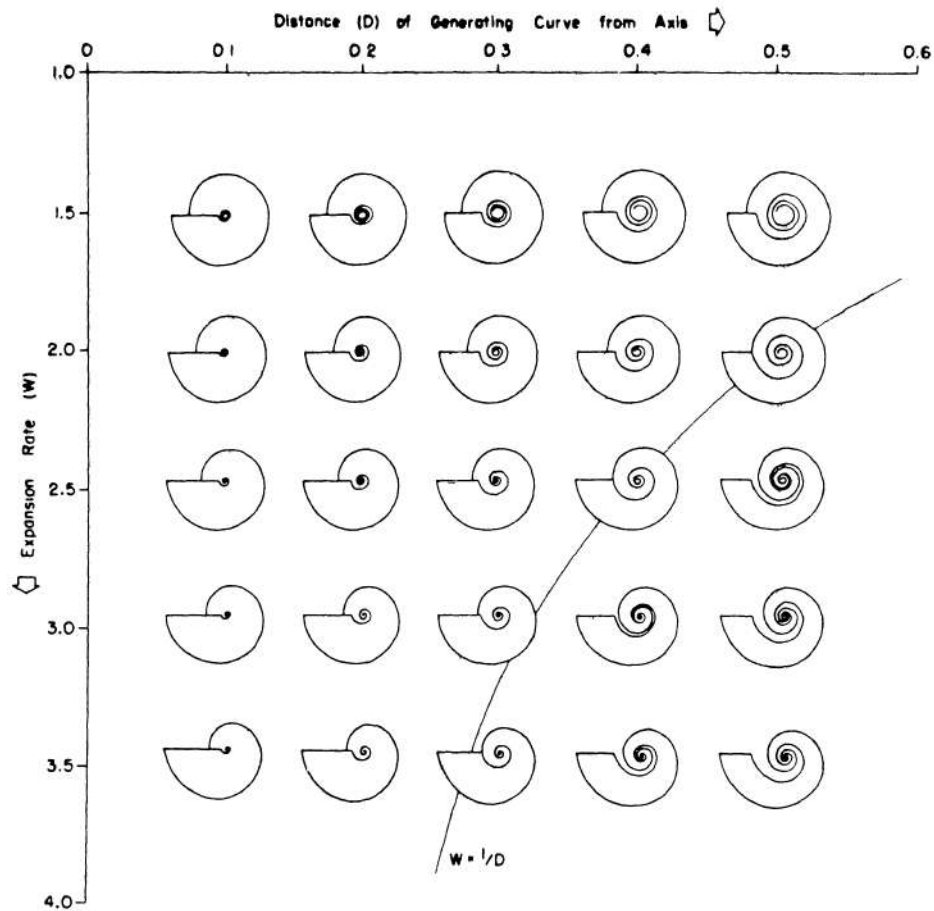 Distance (D) of Generating Curve from Axis
0 0.1 0.2 0.3 0.4 0.5 0.6
1.0
1.5
2.0
2.5
3.0
3.5
4.0
Expansion Rate (W)
W = 1/D